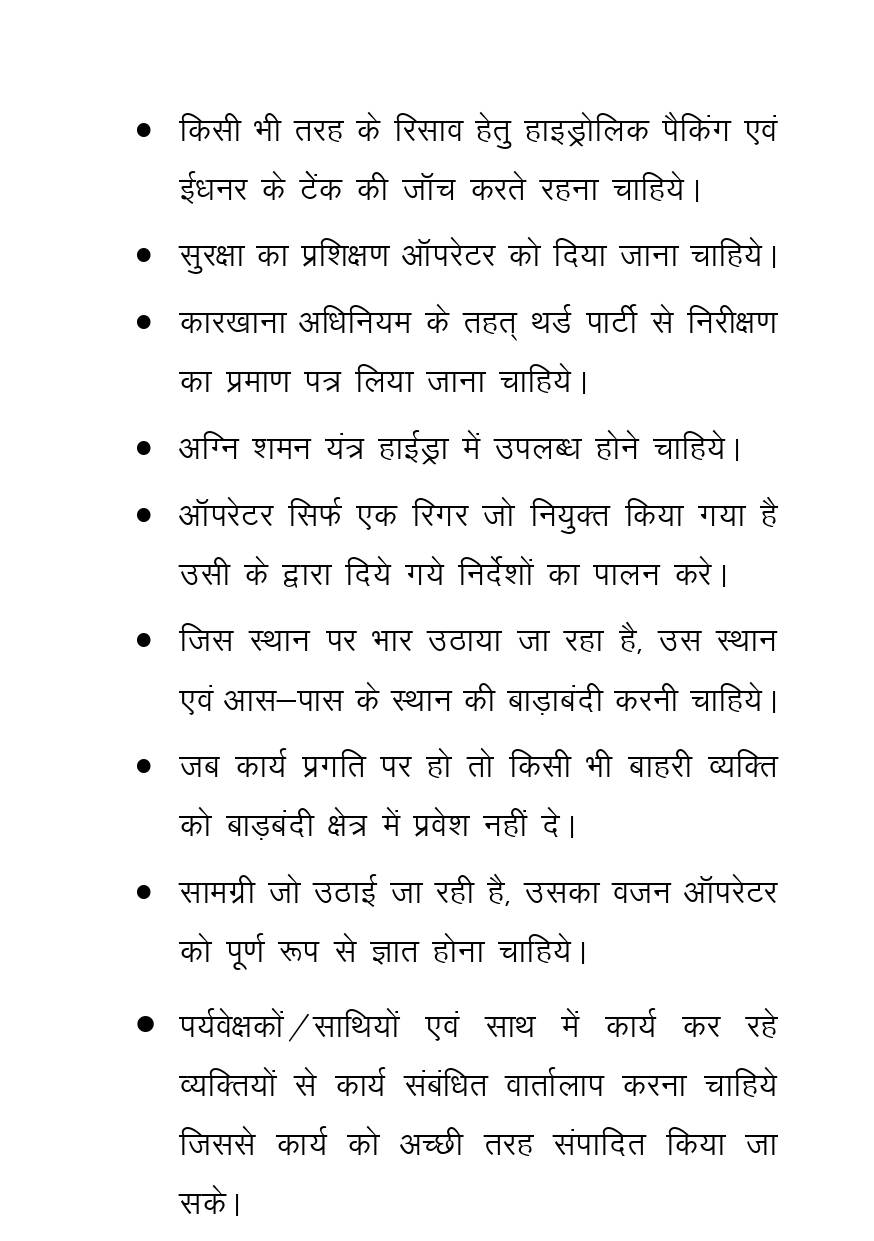 • किसी भी तरह के रिसाव हेतु हाइड्रोलिक पैकिंग एवं
ईधनर के टेंक की जॉच करते रहना चाहिये।
• सुरक्षा का प्रशिक्षण ऑपरेटर को दिया जाना चाहिये।
• कारखाना अधिनियम के तहत् थर्ड पार्टी से निरीक्षण
का प्रमाण पत्र लिया जाना चाहिये।
• अग्नि शमन यंत्र हाईड्रा में उपलब्ध होने चाहिये।
• ऑपरेटर सिर्फ एक रिगर जो नियुक्त किया गया है
उसी के द्वारा दिये गये निर्देशों का पालन करे।
• जिस स्थान पर भार उठाया जा रहा है, उस स्थान
एवं आस–पास के स्थान की बाड़ाबंदी करनी चाहिये।
• जब कार्य प्रगति पर हो तो किसी भी बाहरी व्यक्ति
को बाड़बंदी क्षेत्र में प्रवेश नहीं दे।
• सामग्री जो उठाई जा रही है, उसका वजन ऑपरेटर
को पूर्ण रूप से ज्ञात होना चाहिये।
• पर्यवेक्षकों/साथियों एवं साथ में कार्य कर रहे
व्यक्तियों से कार्य संबंधित वार्तालाप करना चाहिये
जिससे कार्य को अच्छी तरह संपादित किया जा
सके।